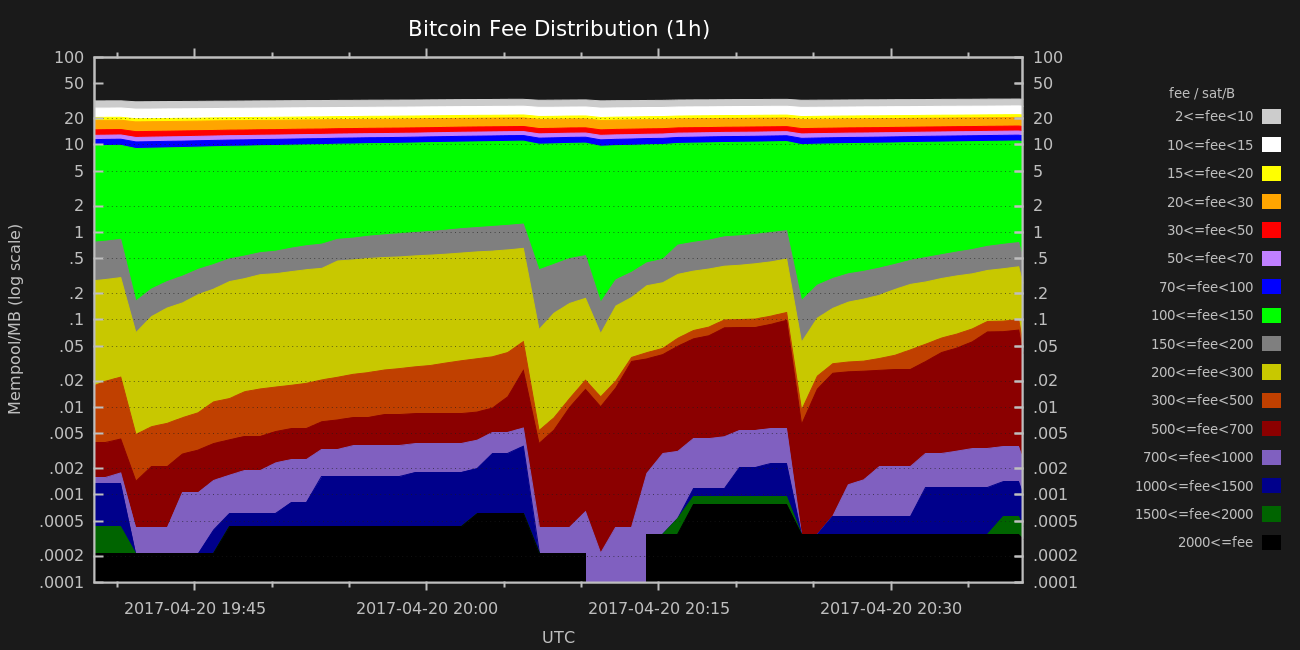 Bitcoin Fee Distribution (1h)
Mempool/MB (log scale)
100
50
20
10
5
2
1
.5
.2
.1
.05
.02
.01
.005
.002
.001
.0005
.0002
.0001
100
50
20
10
5
2
1
.5
.2
.1
.05
.02
.01
.005
.002
.001
.0005
.0002
.0001
2017-04-20 19:45
2017-04-20 20:00
2017-04-20 20:15
2017-04-20 20:30
UTC
fee / sat/B
2<=fee<10
10<=fee<15
15<=fee<20
20<=fee<30
30<=fee<50
50<=fee<70
70<=fee<100
100<=fee<150
150<=fee<200
200<=fee<300
300<=fee<500
500<=fee<700
700<=fee<1000
1000<=fee<1500
1500<=fee<2000
2000<=fee